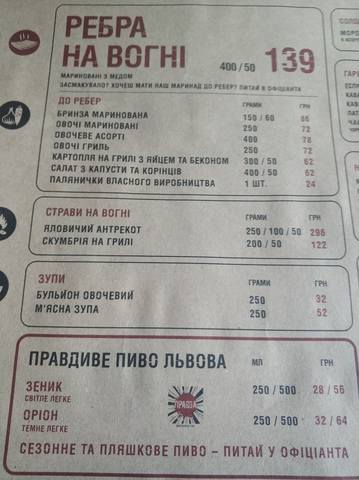 РЕБРА
НА ВОГНІ 400 / 50 139
МАРИНОВАНІ З МЕДОМ
ЗАСМАКУВАЛО? ХОЧЕШ МАТИ НАШ МАРИНАД ДО РЕБЕР? ПИТАЙ В ОФІЦІАНТА
ДО РЕБЕР ГРАМИ ГРН
БРИНЗА МАРИНОВАНА 150 / 60 86
ОВОЧІ МАРИНОВАНІ 250 72
ОВОЧЕВЕ АСОРТІ 400 78
ОВОЧІ ГРИЛЬ 250 72
КАРТОПЛЯ НА ГРИЛІ З ЯЙЦЕМ ТА БЕКОНОМ 300 / 50 62
САЛАТ З КАПУСТИ ТА КОРІНЦІВ 400 / 50 52
ПАЛЯНИЧКИ ВЛАСНОГО ВИРОБНИЦТВА 1 ШТ. 24
СТРАВИ НА ВОГНІ ГРАМИ ГРН
ЯЛОВИЧИЙ АНТРЕКОТ 250 / 100 / 50 296
СКУМБРІЯ НА ГРИЛІ 200 / 50 122
ЗУПИ ГРАМИ ГРН
БУЛЬЙОН ОВОЧЕВИЙ 250 32
М'ЯСНА ЗУПА 250 52
ПРАВДИВЕ ПИВО ЛЬВОВА МЛ ГРН
ЗЕНИК 250 / 500 28 / 56
СВІТЛЕ ЛЕГКЕ
ПРАВДА
ОРІОН 250 / 500 32 / 64
ТЕМНЕ ЛЕГКЕ
СЕЗОННЕ ТА ПЛЯШКОВЕ ПИВО – ПИТАЙ У ОФІЦІАНТА